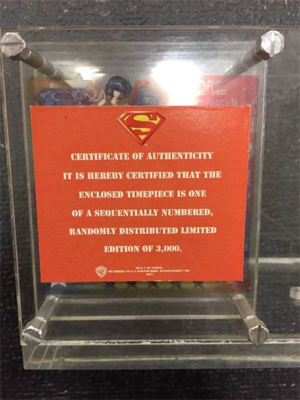 CERTIFICATE OF AUTHENTICITY
IT IS HEREBY CERTIFIED THAT THE
ENCLOSED TIMEPIECE IS ONE
OF A SEQUENTIALLY NUMBERED,
RANDOMLY DISTRIBUTED LIMITED
EDITION OF 3,000.